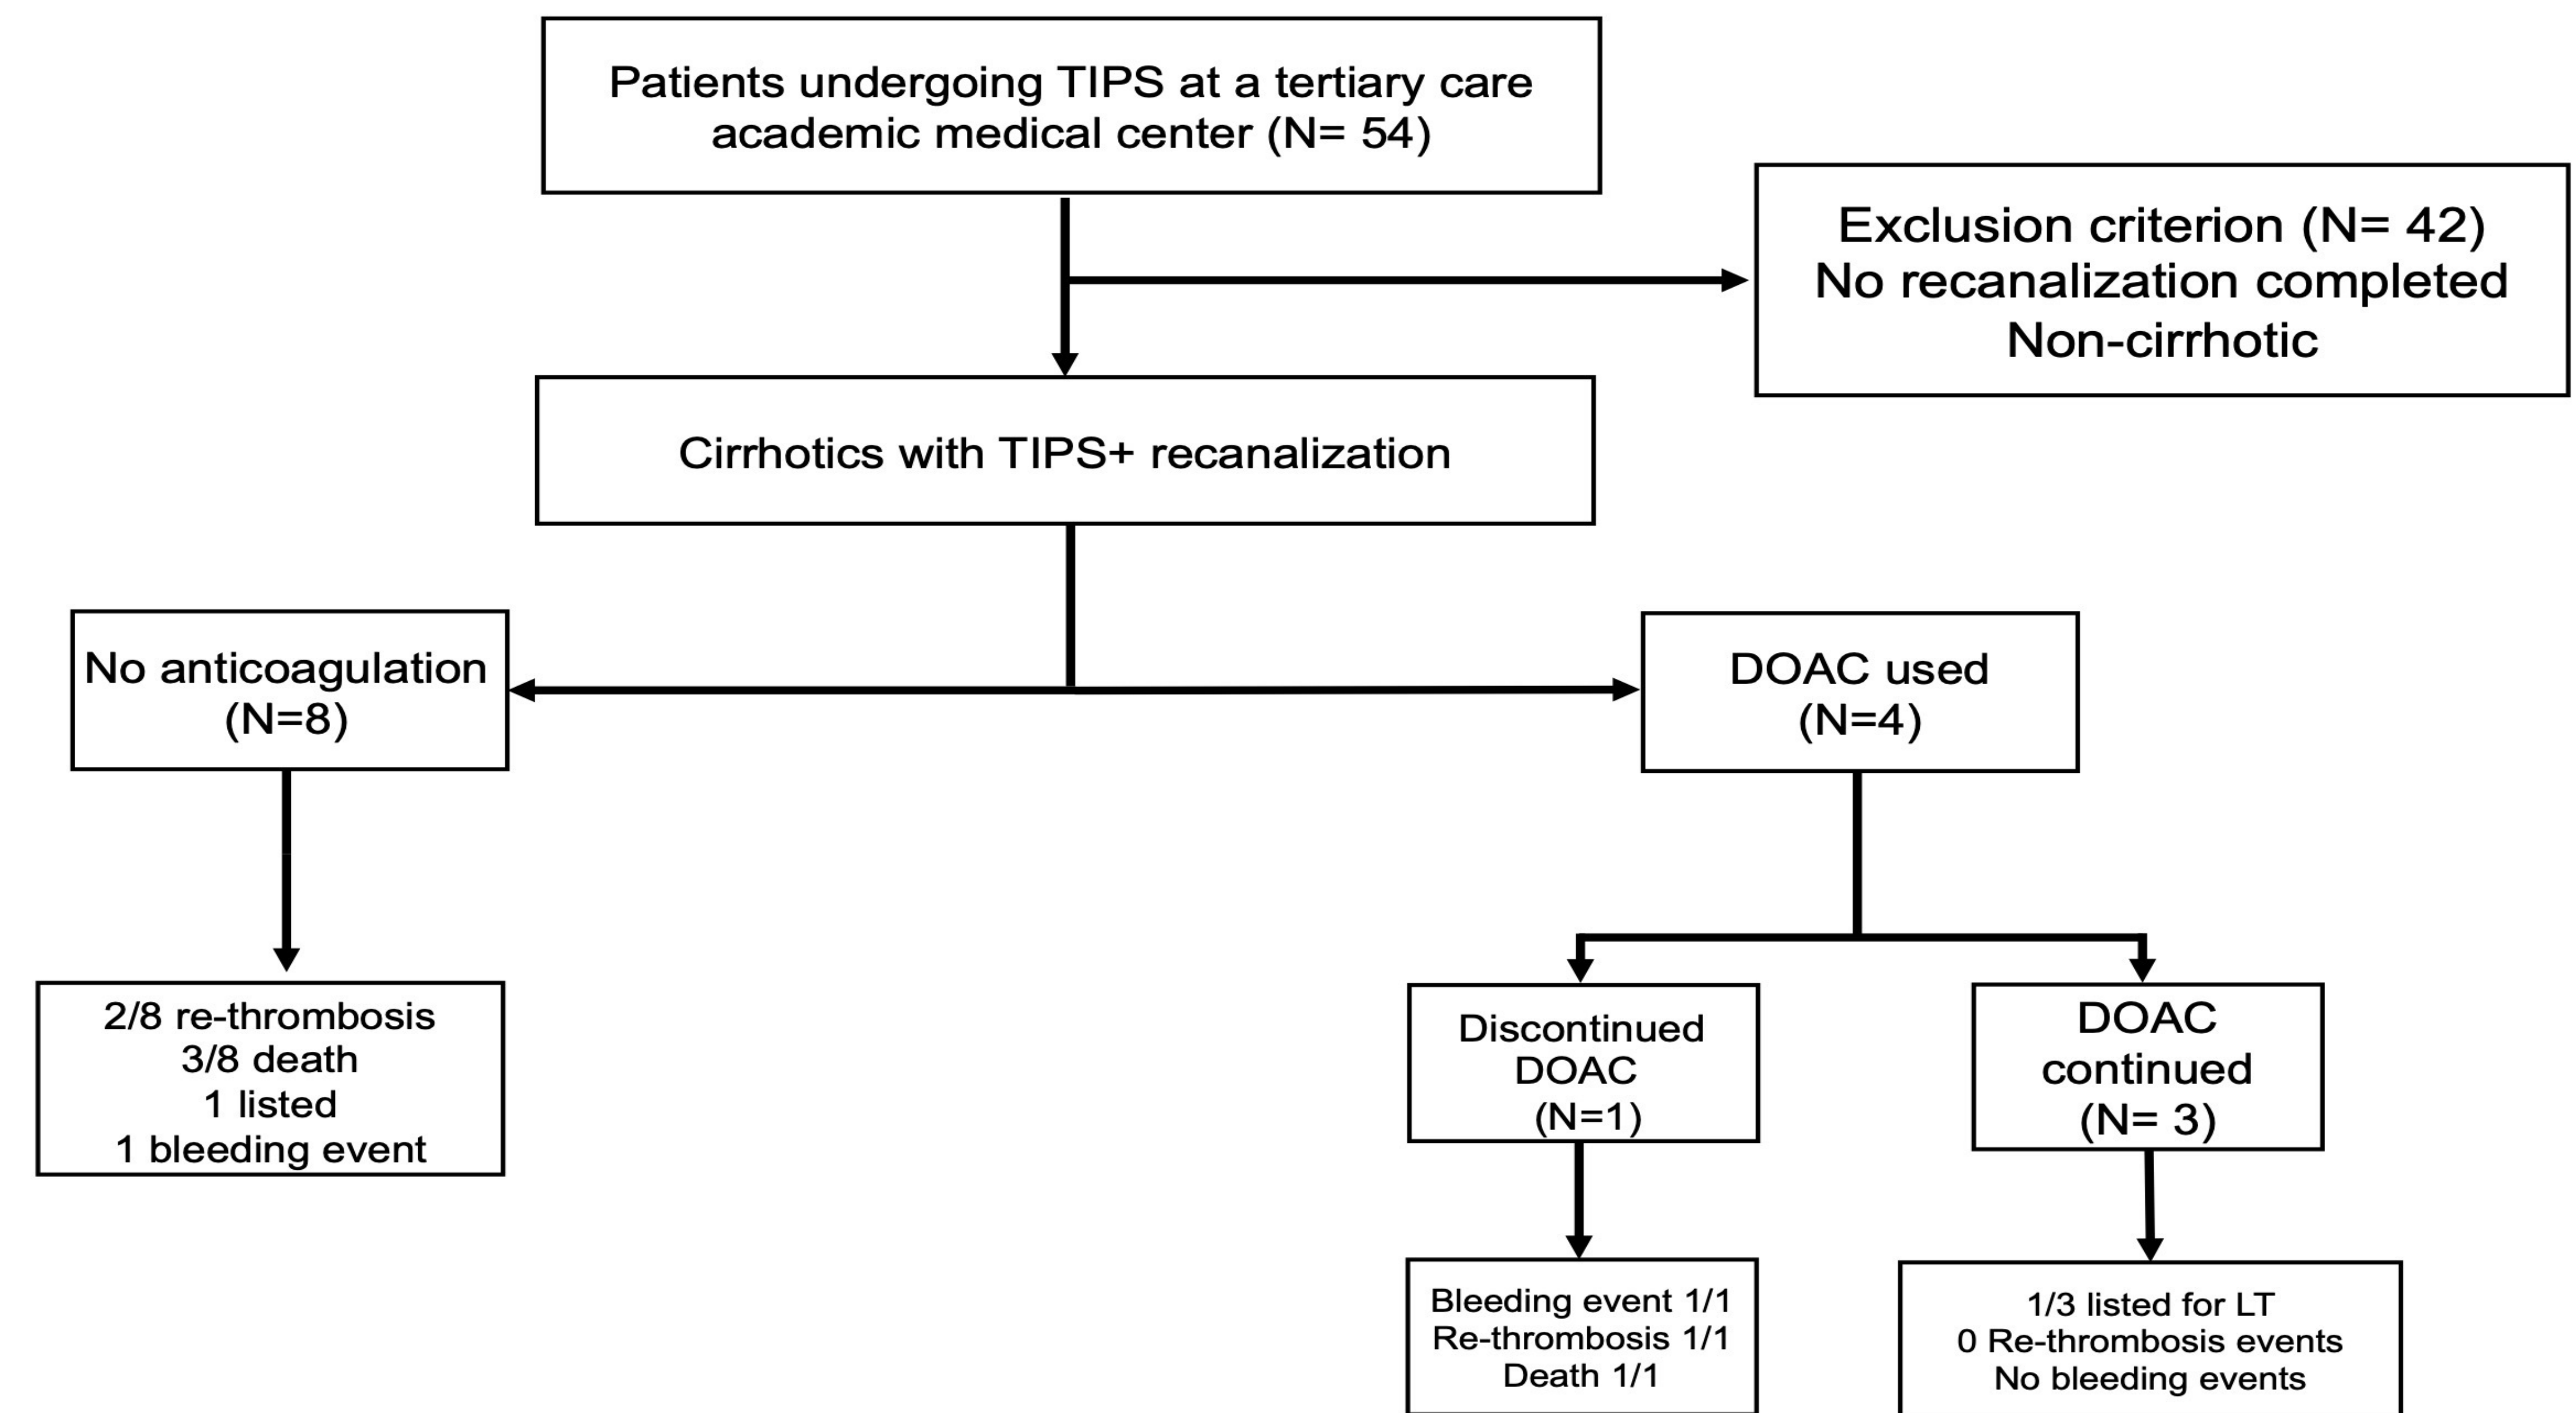 Patients undergoing TIPS at a tertiary care
academic medical center (N= 54)
Exclusion criterion (N= 42)
No recanalization completed
Non-cirrhotic
Cirrhotics with TIPS+ recanalization
No anticoagulation
(N=8)
DOAC used
(N=4)
2/8 re-thrombosis
3/8 death
1 listed
1 bleeding event
Discontinued
DOAC
(N=1)
DOAC
continued
(N= 3)
Bleeding event 1/1
Re-thrombosis 1/1
Death 1/1
1/3 listed for LT
0 Re-thrombosis events
No bleeding events